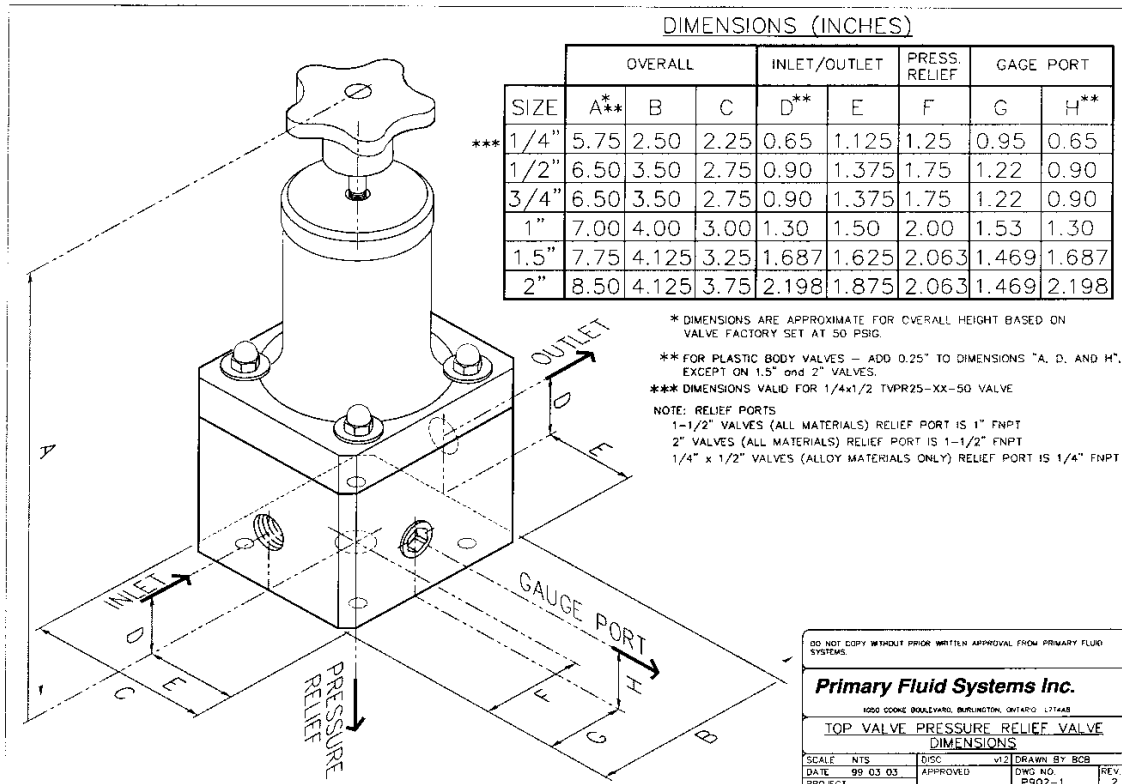 DIMENSIONS (INCHES)
OVERALL INLET/OUTLET PRESS. RELIEF GAGE PORT
SIZE A*** B C D** E F G H**
*** 1/4" 5.75 2.50 2.25 0.65 1.125 1.25 0.95 0.65
1/2" 6.50 3.50 2.75 0.90 1.375 1.75 1.22 0.90
3/4" 6.50 3.50 2.75 0.90 1.375 1.75 1.22 0.90
1" 7.00 4.00 3.00 1.30 1.50 2.00 1.53 1.30
1.5" 7.75 4.125 3.25 1.687 1.625 2.063 1.469 1.687
2" 8.50 4.125 3.75 2.198 1.875 2.063 1.469 2.198
* DIMENSIONS ARE APPROXIMATE FOR OVERALL HEIGHT BASED ON
VALVE FACTORY SET AT 50 PSIG.
** FOR PLASTIC BODY VALVES – ADD 0.25" TO DIMENSIONS "A, D, AND H",
EXCEPT ON 1.5" and 2" VALVES.
*** DIMENSIONS VALID FOR 1/4x1/2 TVPR25-XX-50 VALVE
NOTE: RELIEF PORTS
1-1/2" VALVES (ALL MATERIALS) RELIEF PORT IS 1" FNPT
2" VALVES (ALL MATERIALS) RELIEF PORT IS 1-1/2" FNPT
1/4" x 1/2" VALVES (ALLOY MATERIALS ONLY) RELIEF PORT IS 1/4" FNPT
OUTLET
D
E
A
INLET
D
E
C
PRESSURE
RELIEF
GAUGE PORT
H
F
G
B
DO NOT COPY WITHOUT PRIOR WRITTEN APPROVAL FROM PRIMARY FLUID
SYSTEMS.
Primary Fluid Systems Inc.
1050 COOKE BOULEVARD, BURLINGTON, ONTARIO L7T4A8
TOP VALVE PRESSURE RELIEF VALVE
DIMENSIONS
SCALE NTS DISC v12 DRAWN BY BCB
DATE 99 03 03 APPROVED DWG NO. REV.
PROJECT P902-1 2